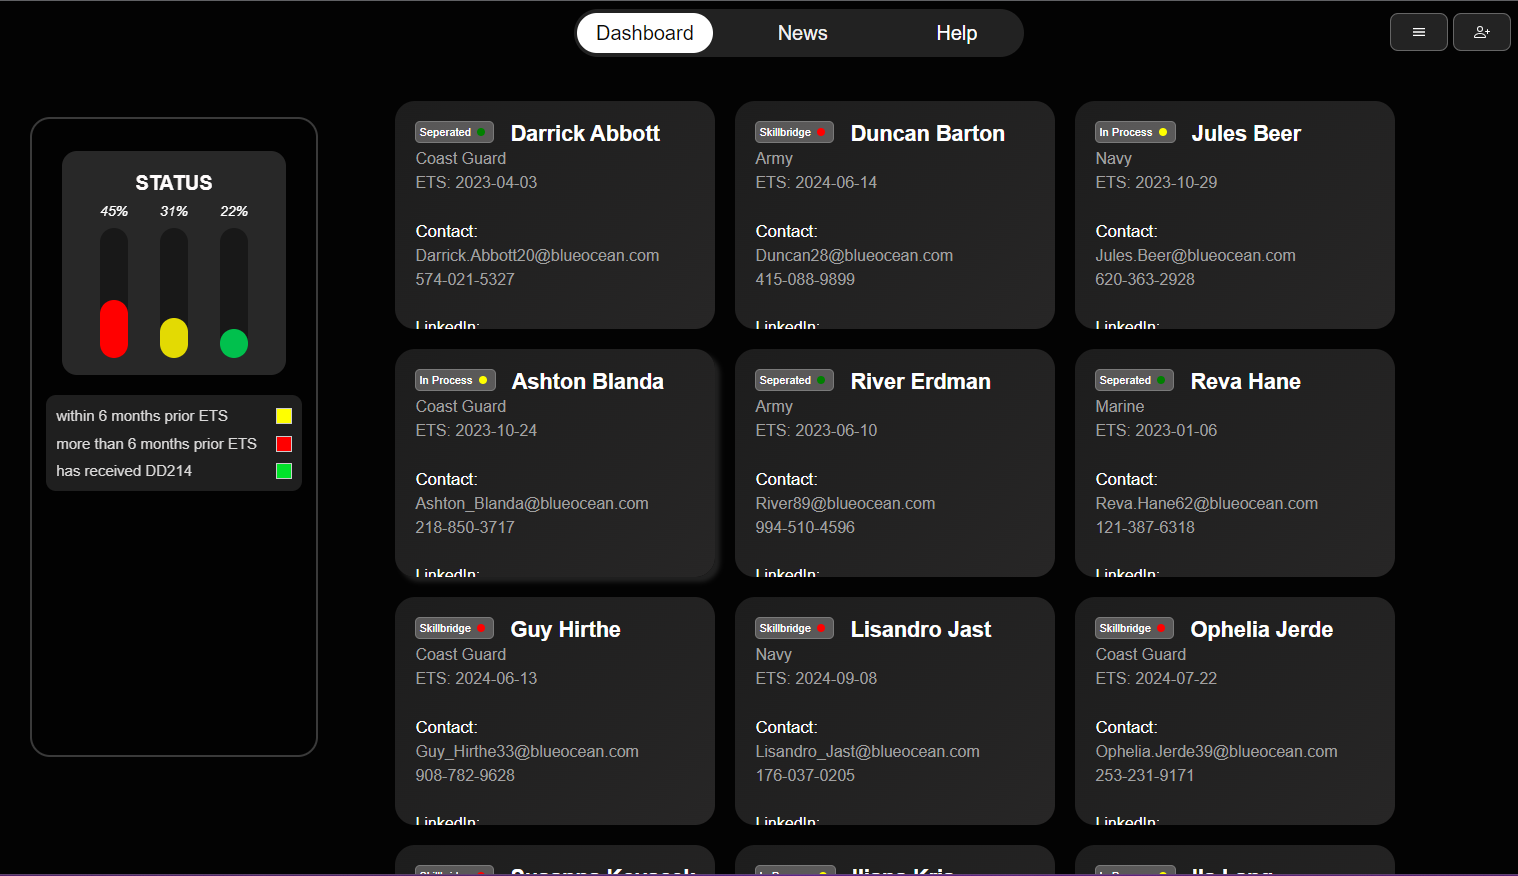 Dashboard News Help
STATUS
45% 31% 22%
within 6 months prior ETS
more than 6 months prior ETS
has received DD214
Seperated Darrick Abbott
Coast Guard
ETS: 2023-04-03
Contact:
Darrick.Abbott20@blueocean.com
574-021-5327
LinkedIn:
Skillbridge Duncan Barton
Army
ETS: 2024-06-14
Contact:
Duncan28@blueocean.com
415-088-9899
LinkedIn:
In Process Jules Beer
Navy
ETS: 2023-10-29
Contact:
Jules.Beer@blueocean.com
620-363-2928
LinkedIn:
In Process Ashton Blanda
Coast Guard
ETS: 2023-10-24
Contact:
Ashton_Blanda@blueocean.com
218-850-3717
LinkedIn:
Seperated River Erdman
Army
ETS: 2023-06-10
Contact:
River89@blueocean.com
994-510-4596
LinkedIn:
Seperated Reva Hane
Marine
ETS: 2023-01-06
Contact:
Reva.Hane62@blueocean.com
121-387-6318
LinkedIn:
Skillbridge Guy Hirthe
Coast Guard
ETS: 2024-06-13
Contact:
Guy_Hirthe33@blueocean.com
908-782-9628
LinkedIn:
Skillbridge Lisandro Jast
Navy
ETS: 2024-09-08
Contact:
Lisandro_Jast@blueocean.com
176-037-0205
LinkedIn:
Skillbridge Ophelia Jerde
Coast Guard
ETS: 2024-07-22
Contact:
Ophelia.Jerde39@blueocean.com
253-231-9171
LinkedIn:
Skillbridge
In Process
In Process